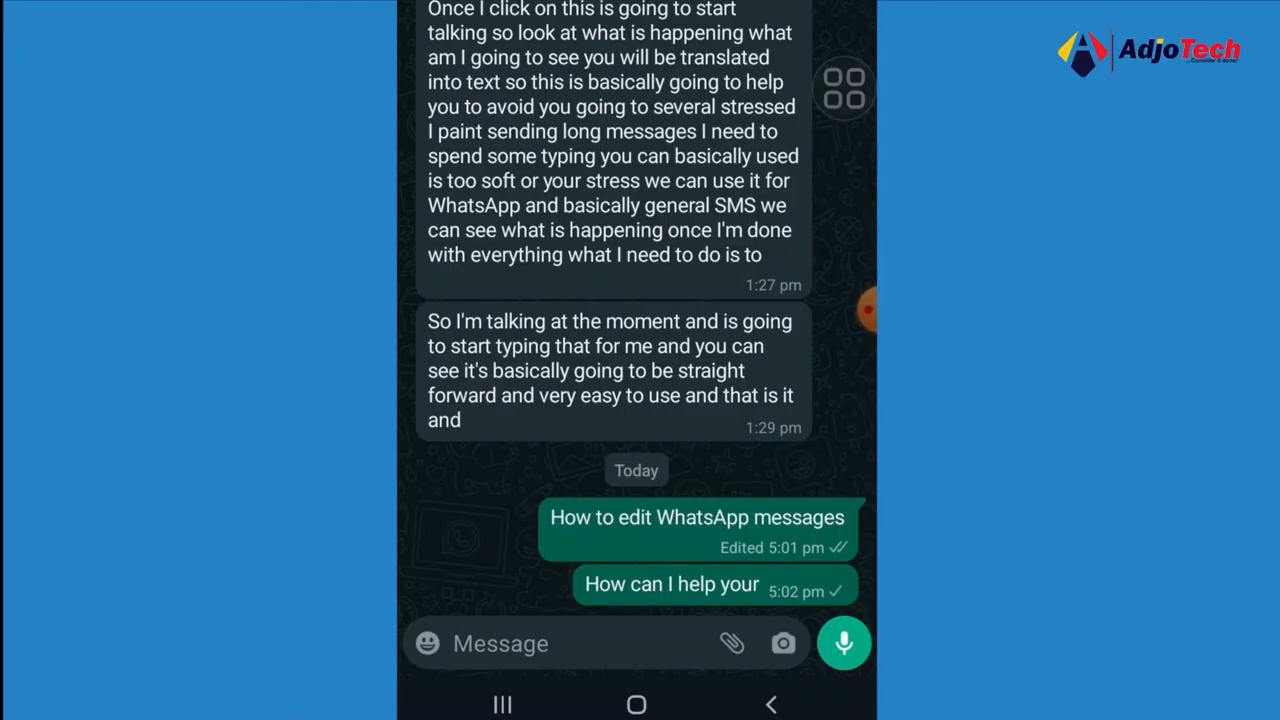 Once I click on this is going to start
talking so look at what is happening what
am I going to see you will be translated
into text so this is basically going to help
you to avoid you going to several stressed
I paint sending long messages I need to
spend some typing you can basically used
is too soft or your stress we can use it for
WhatsApp and basically general SMS we
can see what is happening once I'm done
with everything what I need to do is to
1:27 pm
So I'm talking at the moment and is going
to start typing that for me and you can
see it's basically going to be straight
forward and very easy to use and that is it
and
1:29 pm
Today
How to edit WhatsApp messages
Edited 5:01 pm
How can I help your
5:02 pm
Message
AdjoTech
...Consider it done!